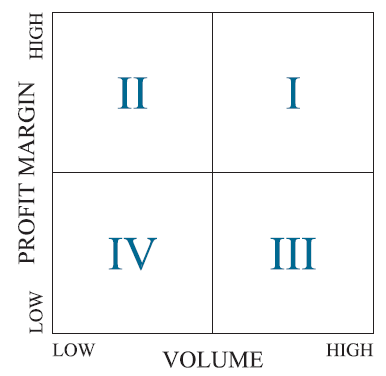 HIGH
II
I
PROFIT MARGIN
IV
III
LOW
LOW
HIGH
VOLUME